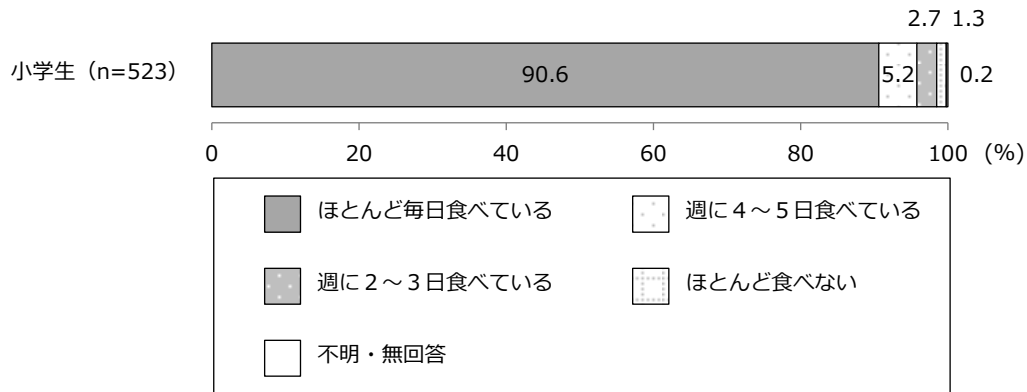 2.7 1.3
小学生（n=523） 90.6 5.2 0.2
0 20 40 60 80 100 (%)
ほとんど毎日食べている 週に４～５日食べている
週に２～３日食べている ほとんど食べない
不明・無回答